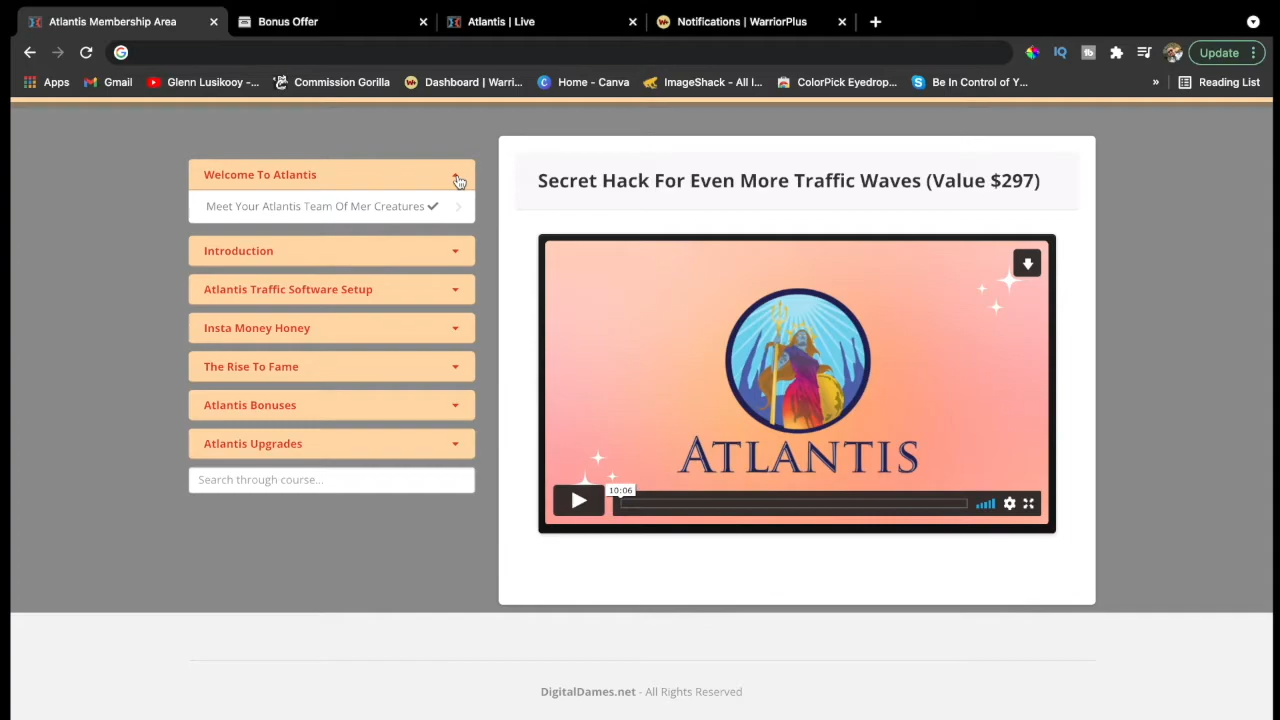 Atlantis Membership Area
Bonus Offer
Atlantis | Live
Notifications | WarriorPlus
Update
Apps
Gmail
Glenn Lusikooy -...
Commission Gorilla
Dashboard | Warri...
Home - Canva
ImageShack - All I...
ColorPick Eyedrop...
Be In Control of Y...
»
Reading List
Welcome To Atlantis
Meet Your Atlantis Team Of Mer Creatures
Introduction
Atlantis Traffic Software Setup
Insta Money Honey
The Rise To Fame
Atlantis Bonuses
Atlantis Upgrades
Search through course...
Secret Hack For Even More Traffic Waves (Value $297)
ATLANTIS
10:06
DigitalDames.net - All Rights Reserved